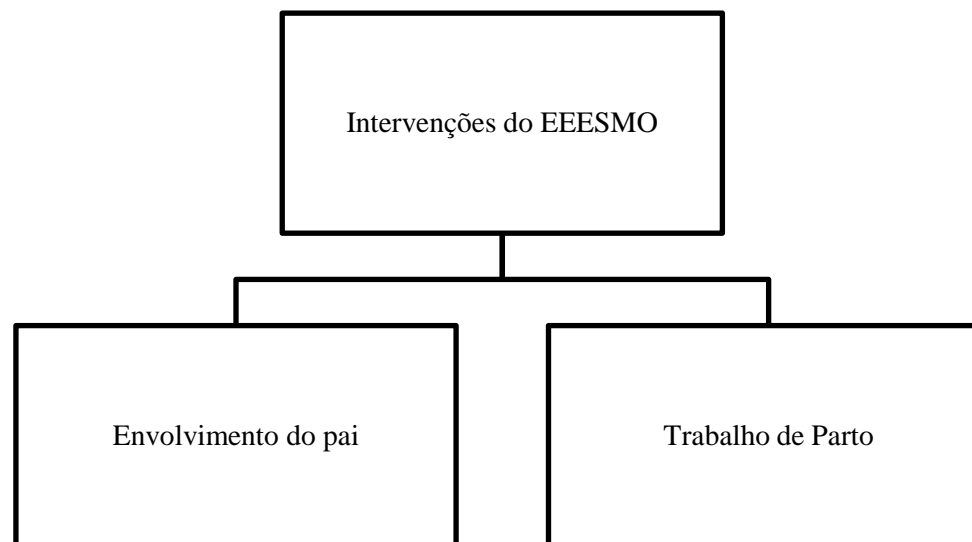 Intervenções do EEESMO
Envolvimento do pai
Trabalho de Parto